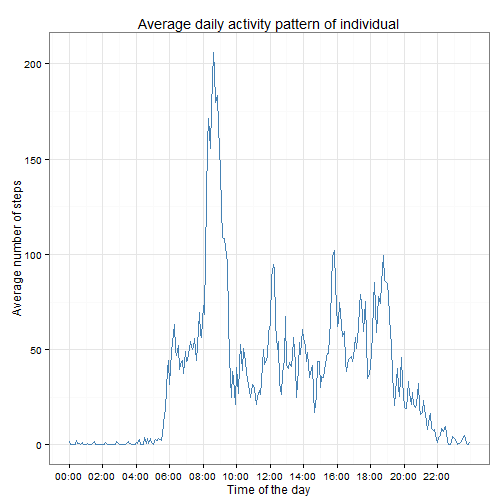 Average daily activity pattern of individual
200
150
100
50
0
Average number of steps
00:00 02:00 04:00 06:00 08:00 10:00 12:00 14:00 16:00 18:00 20:00 22:00
Time of the day